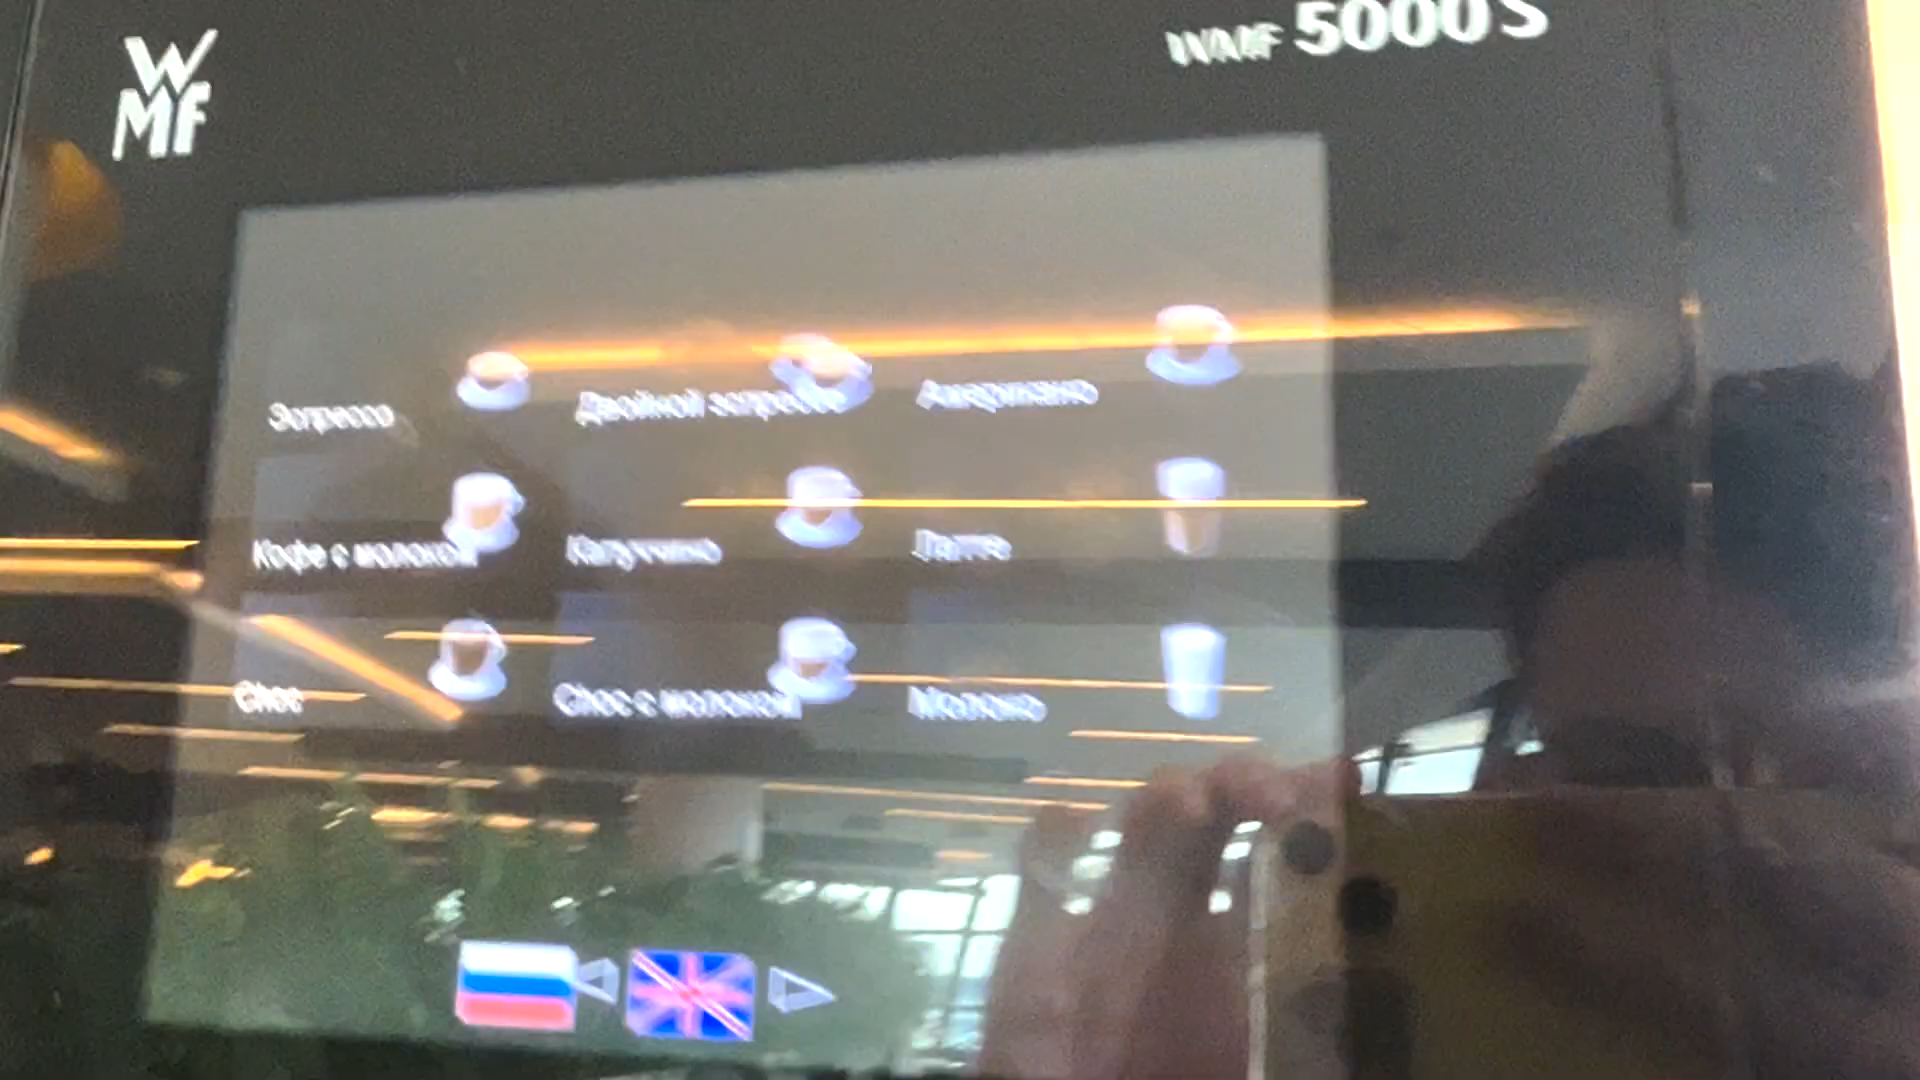 WMF
WMF 5000 S
Эспрессо
Двойной эспрессо
Американо
Кофе с молоком
Капучино
Латте
Choc
Choc с молоком
Молоко